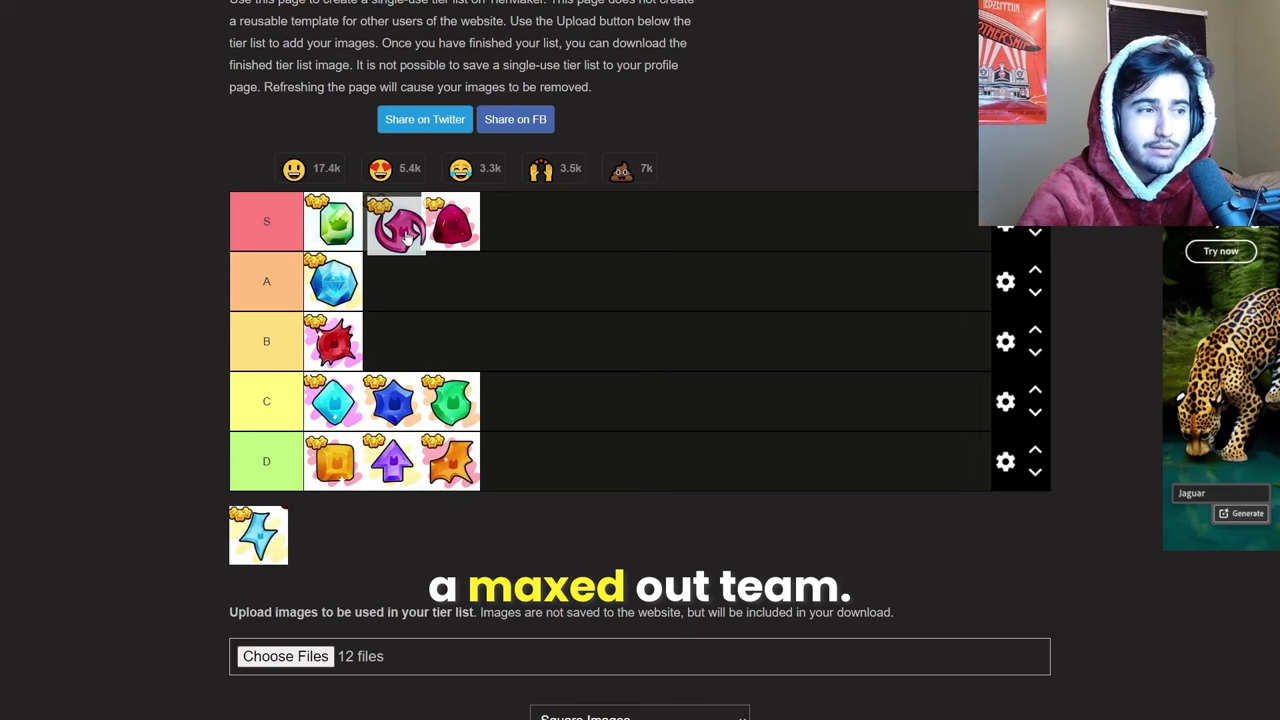 Use this page to create a single-use tier list on TierMaker. This page does not create
a reusable template for other users of the website. Use the Upload button below the
tier list to add your images. Once you have finished your list, you can download the
finished tier list image. It is not possible to save a single-use tier list to your profile
page. Refreshing the page will cause your images to be removed.
Share on Twitter
Share on FB
17.4k
5.4k
3.3k
3.5k
7k
LED ZEPPELIN
MOTHERSHIP
S
A
B
C
D
Try now
Jaguar
Generate
a maxed out team.
Upload images to be used in your tier list. Images are not saved to the website, but will be included in your download.
Choose Files 12 files
Square Images